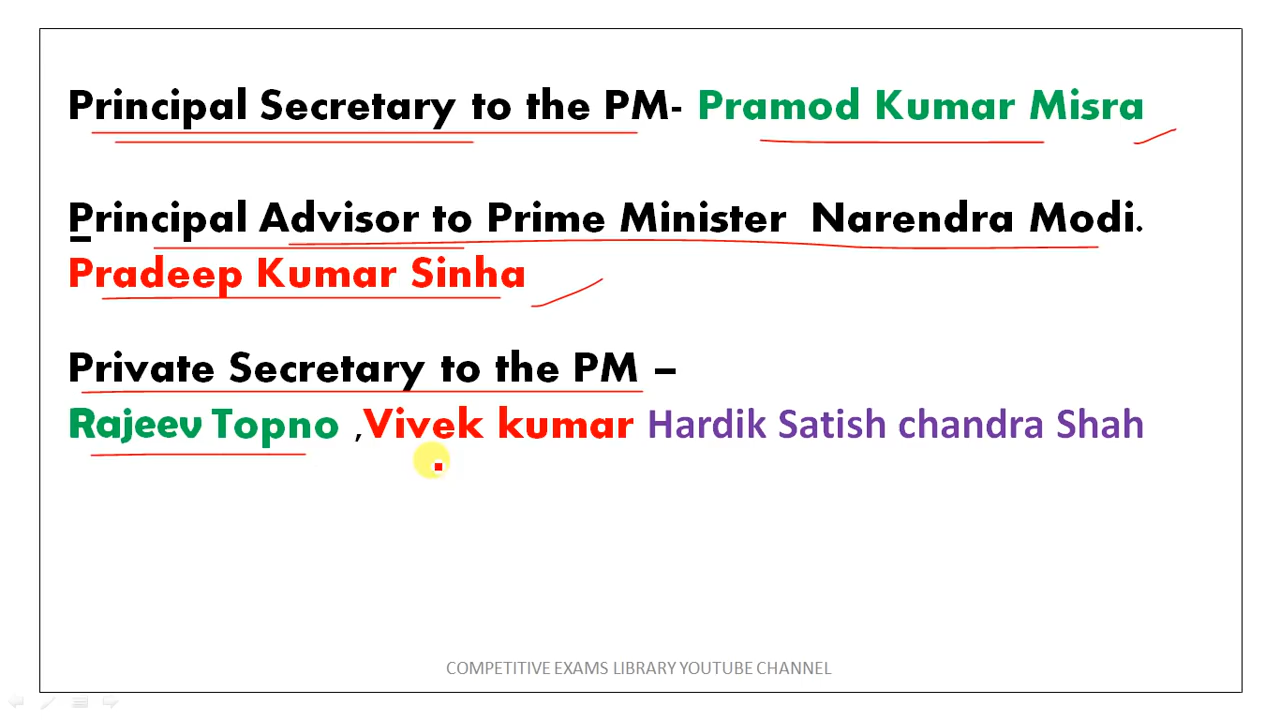 Principal Secretary to the PM- Pramod Kumar Misra
Principal Advisor to Prime Minister Narendra Modi.
Pradeep Kumar Sinha
Private Secretary to the PM –
Rajeev Topno ,Vivek kumar Hardik Satish chandra Shah
COMPETITIVE EXAMS LIBRARY YOUTUBE CHANNEL